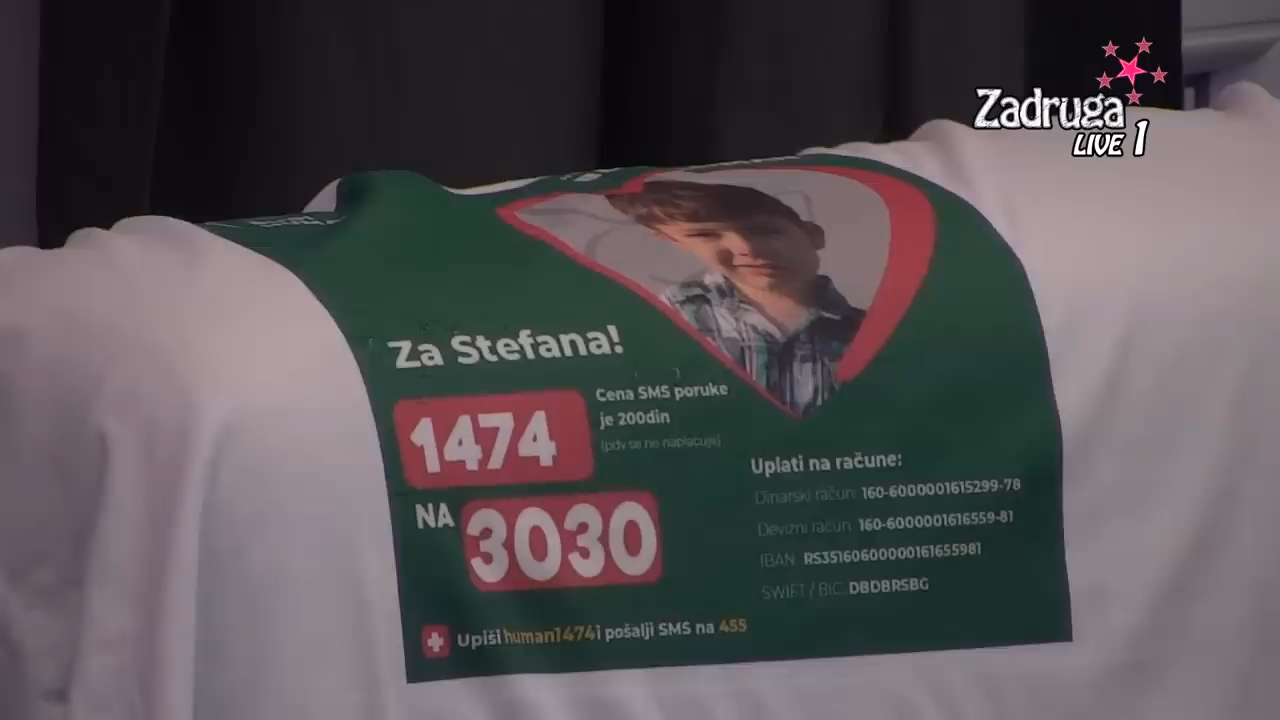 Zadruga
LIVE 1
Za Stefana!
1474
NA
3030
Cena SMS poruke
je 200din
(pdv se ne naplaćuje)
Uplati na račune:
Dinarski račun: 160-6000001615299-78
Devizni račun: 160-6000001616559-81
IBAN: RS35160600000161655981
SWIFT / BIC: DBDBRSBG
Upiši human1474 i pošalji SMS na 455